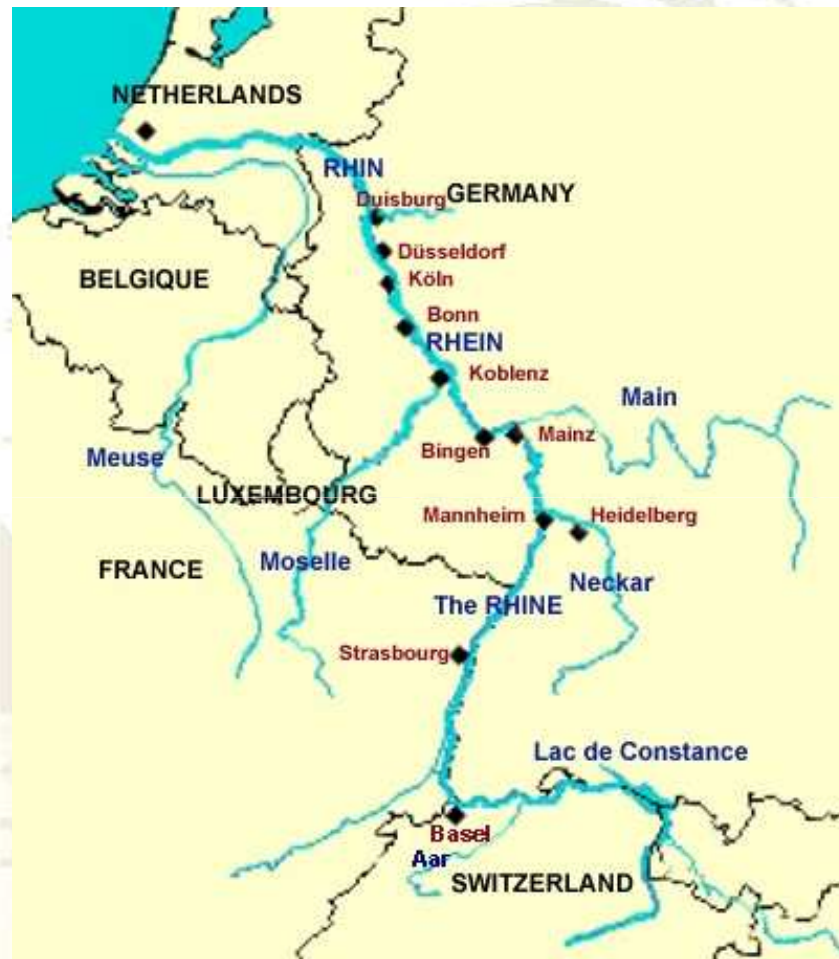 NETHERLANDS
RHIN
GERMANY
Duisburg
Düsseldorf
BELGIQUE
Köln
Bonn
RHEIN
Koblenz
Main
Bingen
Mainz
Meuse
LUXEMBOURG
Mannheim
Heidelberg
FRANCE
Moselle
Neckar
The RHINE
Strasbourg
Lac de Constance
Basel
Aar
SWITZERLAND